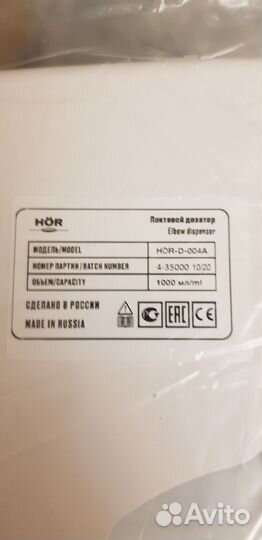 HÖR
Локтевой дозатор
Elbow dispenser
МОДЕЛЬ/MODEL HÖR-D-004A
НОМЕР ПАРТИИ/BATCH NUMBER 4-35000 10/20
ОБЪЕМ/CAPACITY 1000 мл/ml
СДЕЛАНО В РОССИИ
MADE IN RUSSIA
EAC CE
Avito